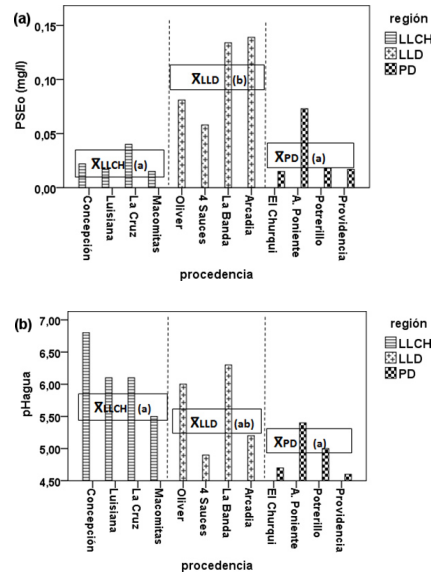 (a)
región
LLCH
LLD
PD
PSEo (mg/l)
0,15
0,10
0,05
0,00
X̅LLCH (a)
X̅LLD (b)
X̅PD (a)
Concepción
Luisiana
La Cruz
Macomitas
Oliver
4 Sauces
La Banda
Arcadia
El Churqui
A. Poniente
Potrerillo
Providencia
procedencia
(b)
región
LLCH
LLD
PD
pHagua
7,00
6,50
6,00
5,50
5,00
4,50
X̅LLCH (a)
X̅LLD (ab)
X̅PD (a)
Concepción
Luisiana
La Cruz
Macomitas
Oliver
4 Sauces
La Banda
Arcadia
El Churqui
A. Poniente
Potrerillo
Providencia
procedencia